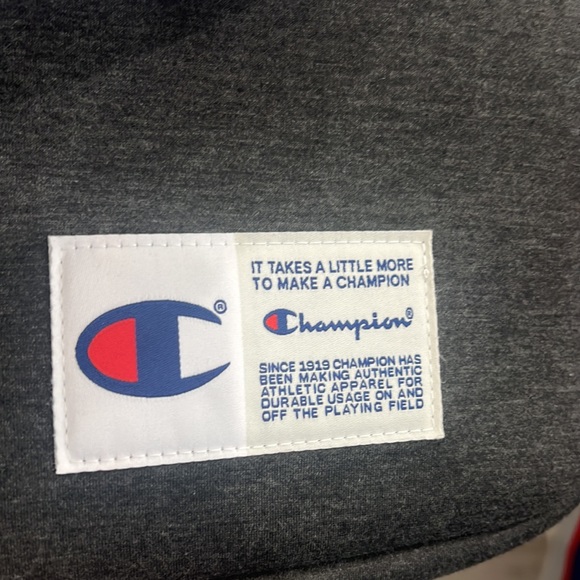 IT TAKES A LITTLE MORE
TO MAKE A CHAMPION
Champion®
SINCE 1919 CHAMPION HAS
BEEN MAKING AUTHENTIC
ATHLETIC APPAREL FOR
DURABLE USAGE ON AND
OFF THE PLAYING FIELD
C®